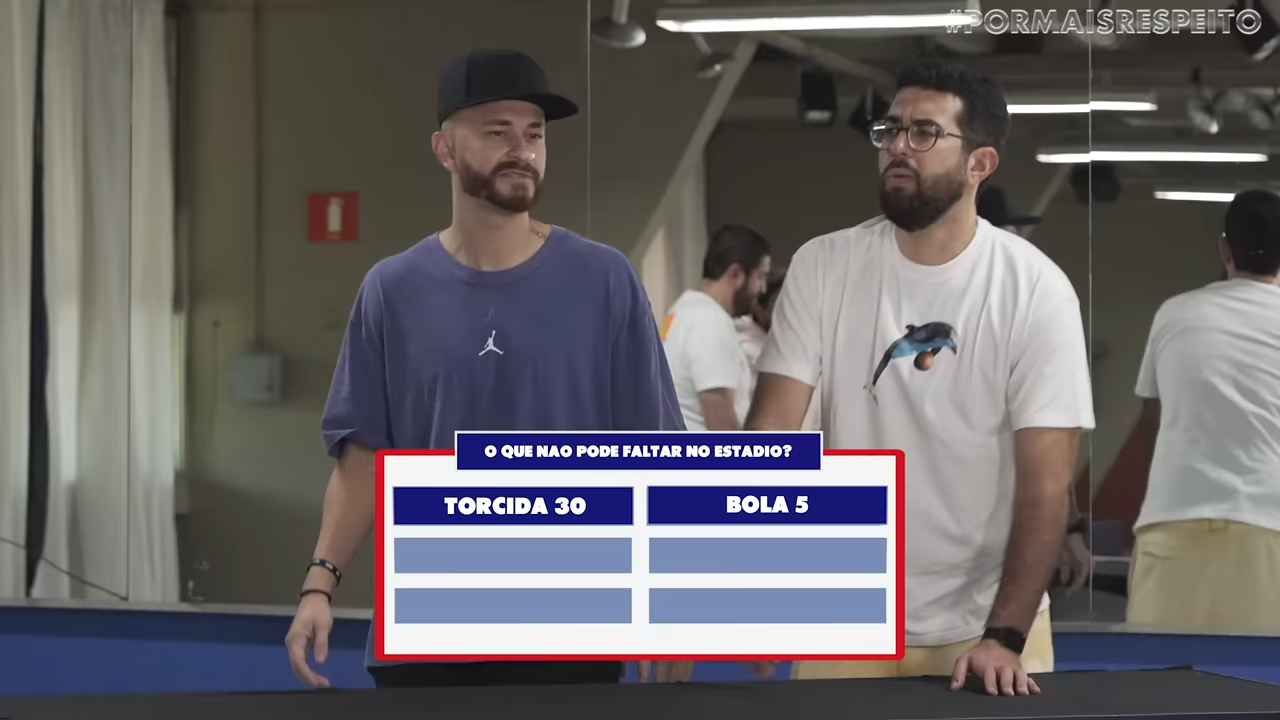 #PORMAISRESPEITO
O QUE NAO PODE FALTAR NO ESTADIO?
TORCIDA 30
BOLA 5